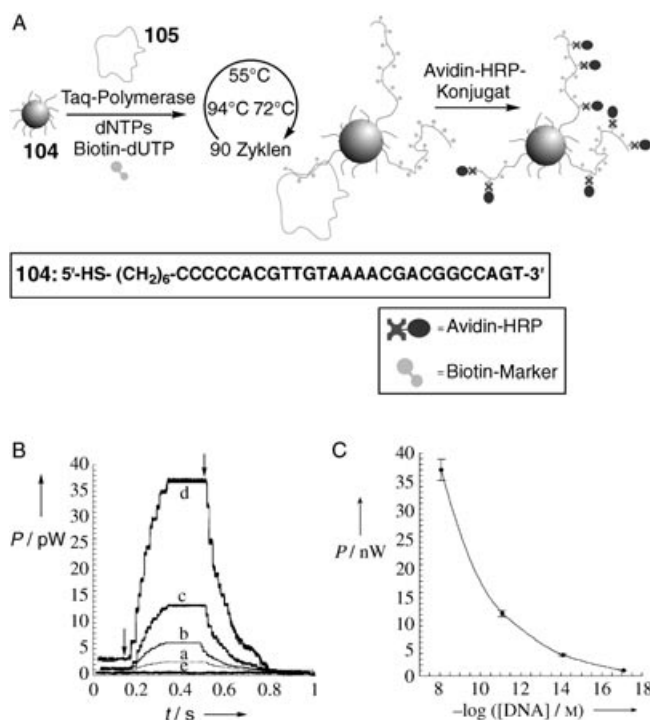 A
105
Taq-Polymerase
104 dNTPs
Biotin-dUTP
55°C
94°C 72°C
90 Zyklen
Avidin-HRP-
Konjugat
104: 5'-HS- (CH2)6-CCCCCACGTTGTAAAACGACGGCCAGT-3'
= Avidin-HRP
= Biotin-Marker
B
P / pW
40
35
30
25
20
15
10
5
0
d
c
b
a
e
0 0.2 0.4 0.6 0.8 1
t / s
C
P / nW
40
35
30
25
20
15
10
5
0
8 10 12 14 16 18
–log ([DNA] / M)